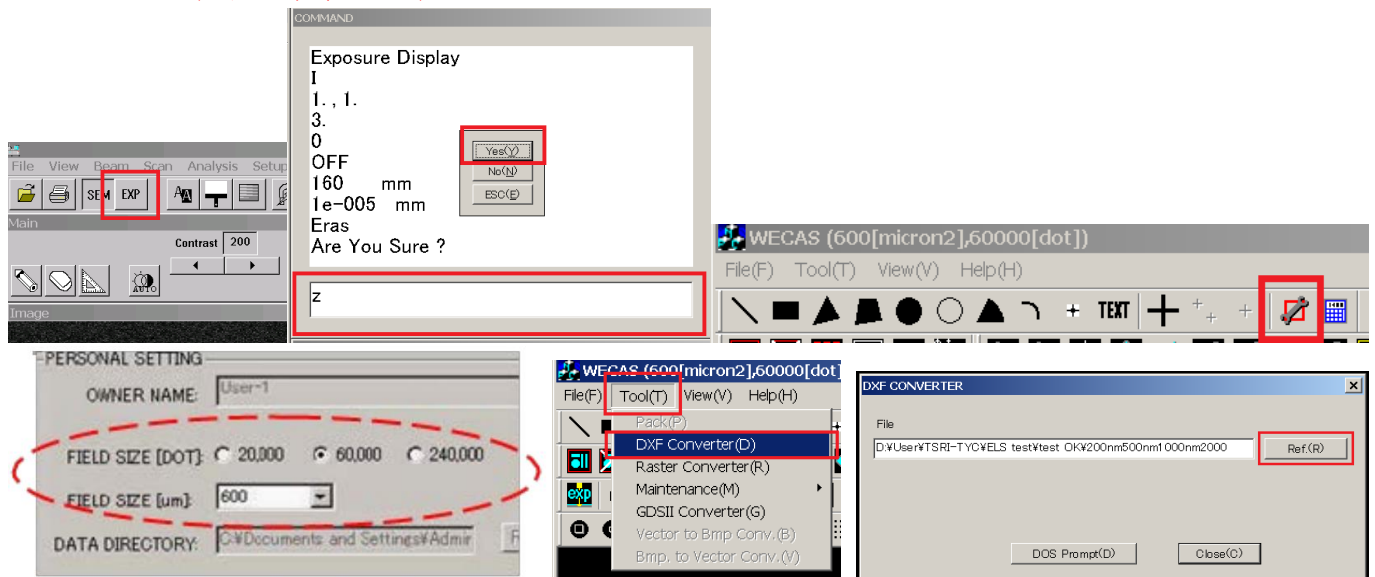 COMMAND
Exposure Display
I
1. , 1.
3.
0
OFF
160 mm
1e-005 mm
Eras
Are You Sure ?
Yes(Y)
No(N)
ESC(E)
z
File View Beam Scan Analysis Setup
SEM EXP
Main
Contrast 200
AUTO
Image
WECAS (600[micron2],60000[dot])
File(F) Tool(T) View(V) Help(H)
TEXT
PERSONAL SETTING
OWNER NAME: User-1
FIELD SIZE [DOT]: 20,000 60,000 240,000
FIELD SIZE [um]: 600
DATA DIRECTORY: C:¥Documents and Settings¥Admir
WECAS (600[micron2],60000[dot]
File(F) Tool(T) View(V) Help(H)
Pack(P)
DXF Converter(D)
Raster Converter(R)
Maintenance(M)
GDSII Converter(G)
Vector to Bmp Conv.(B)
Bmp. to Vector Conv.(V)
exp
DXF CONVERTER
File
D:¥User¥TSRI-TYC¥ELS test¥test OK¥200nm500nm1000nm2000
Ref.(R)
DOS Prompt(D) Close(C)